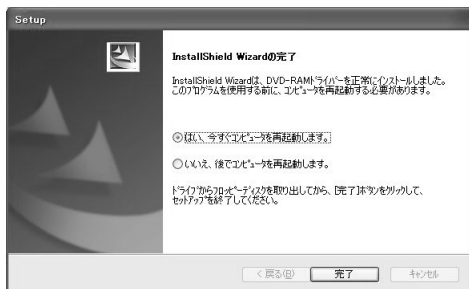 Setup
InstallShield Wizardの完了
InstallShield Wizardは、DVD-RAMﾄﾞﾗｲﾊﾞｰを正常にｲﾝｽﾄｰﾙしました。
このﾌﾟﾛｸﾞﾗﾑを使用する前に、ｺﾝﾋﾟｭｰﾀを再起動する必要があります。
はい、今すぐｺﾝﾋﾟｭｰﾀを再起動します。
いいえ、後でｺﾝﾋﾟｭｰﾀを再起動します。
ﾄﾞﾗｲﾌﾞからﾌﾛｯﾋﾟｰﾃﾞｨｽｸを取り出してから、[完了]ﾎﾞﾀﾝをｸﾘｯｸして、
ｾｯﾄｱｯﾌﾟを終了してください。
< 戻る(B)
完了
ｷｬﾝｾﾙ